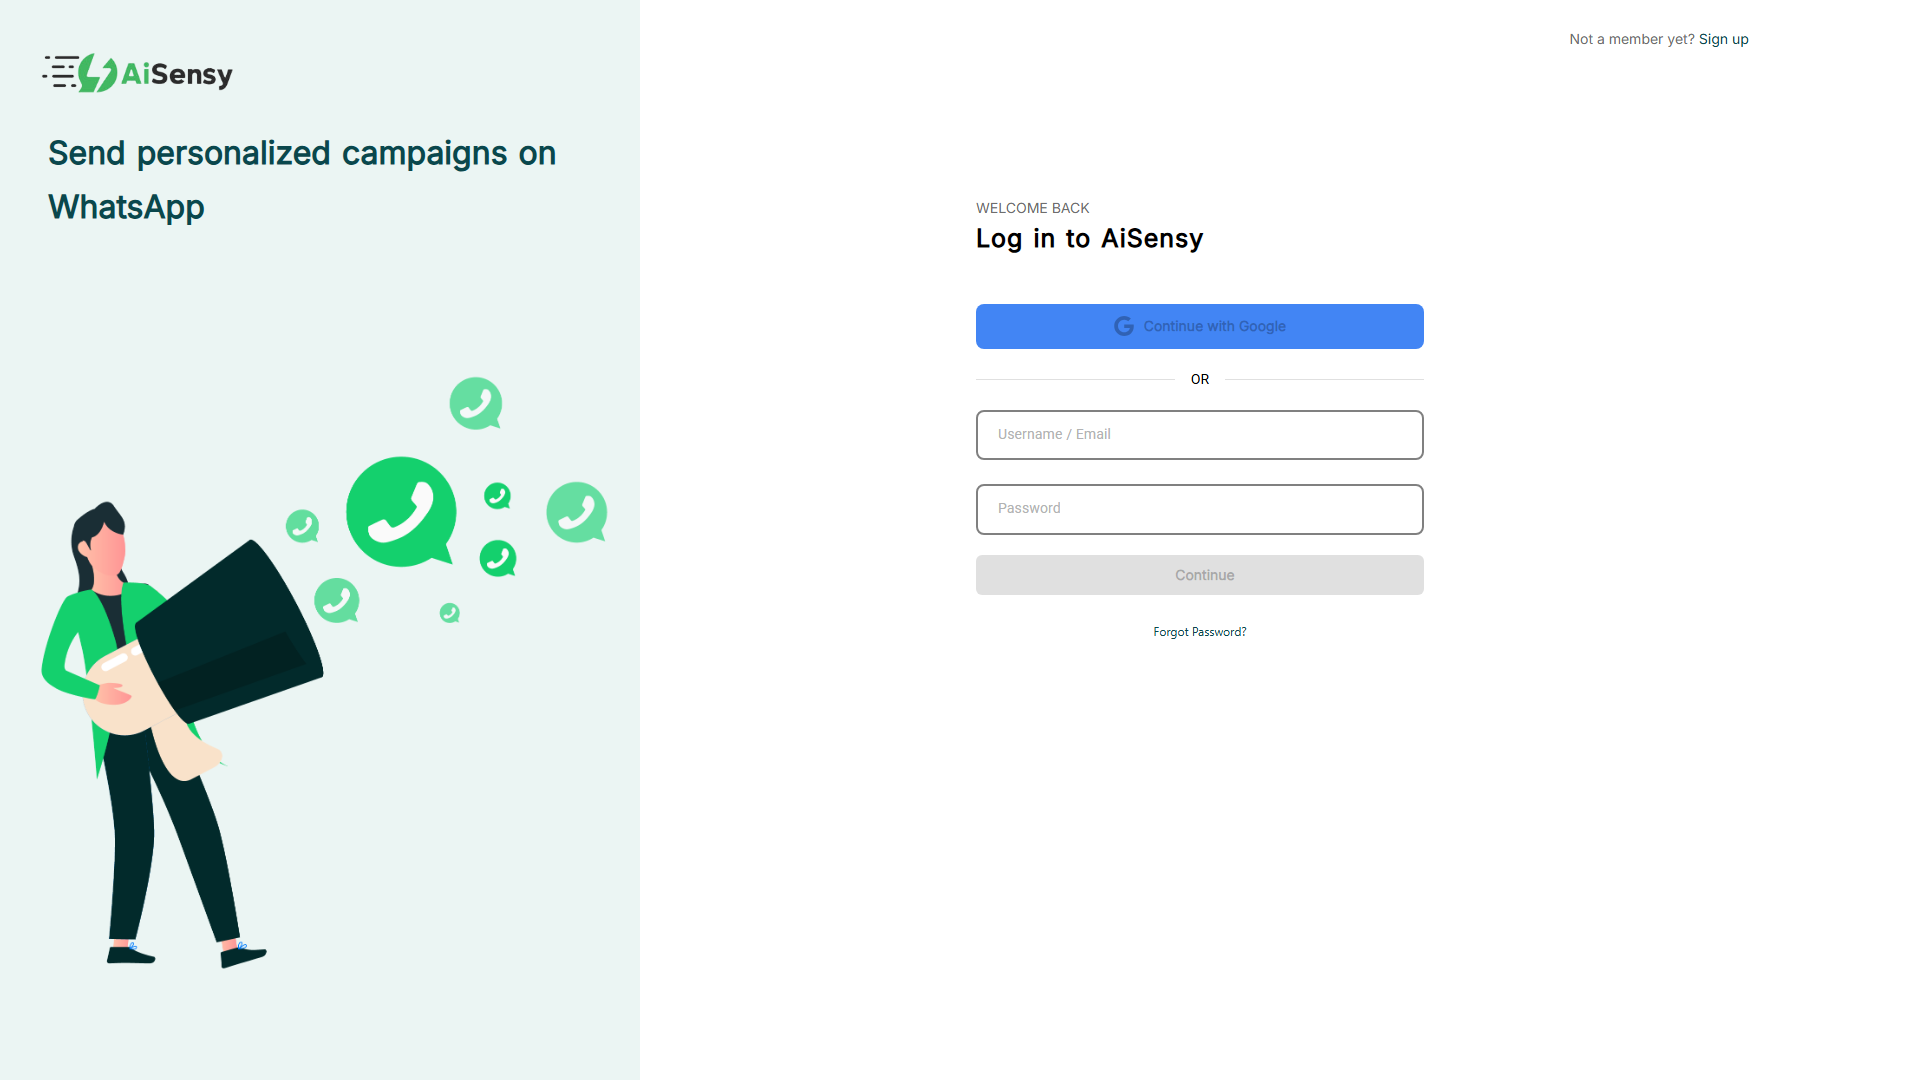 AiSensy
Send personalized campaigns on
WhatsApp
Not a member yet? Sign up
WELCOME BACK
Log in to AiSensy
Continue with Google
OR
Username / Email
Password
Continue
Forgot Password?